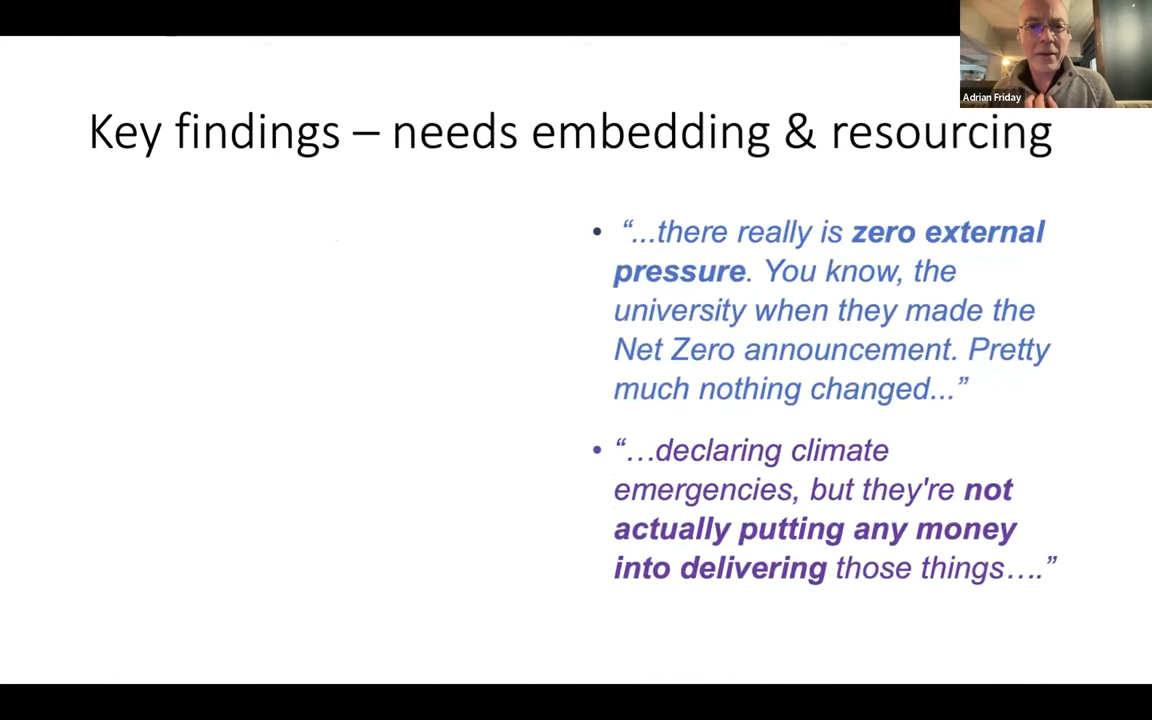 Adrian Friday
Key findings – needs embedding & resourcing
• “...there really is zero external
pressure. You know, the
university when they made the
Net Zero announcement. Pretty
much nothing changed...”
• “…declaring climate
emergencies, but they're not
actually putting any money
into delivering those things….”